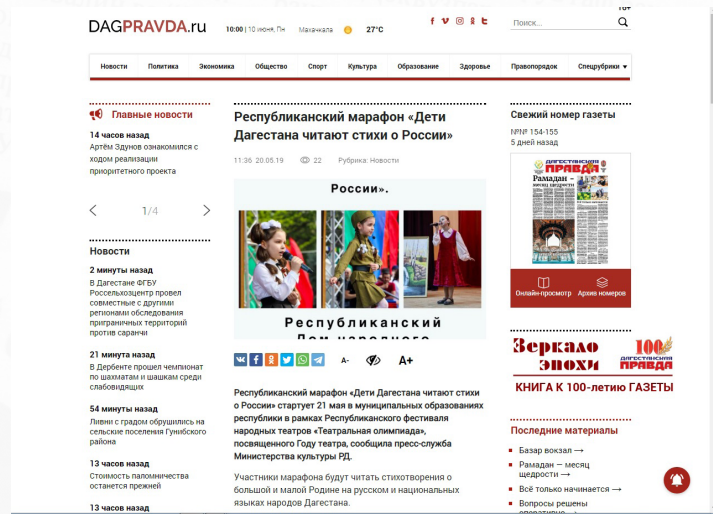 DAGPRAVDA.ru
10:00 | 10 июня, Пн
Махачкала
27°C
Поиск...
Новости
Политика
Экономика
Общество
Спорт
Культура
Образование
Здоровье
Правопорядок
Спецрубрики
Главные новости
14 часов назад
Артём Здунов ознакомился с
ходом реализации
приоритетного проекта
1/4
Новости
2 минуты назад
В Дагестане ФГБУ
Россельхозцентр провел
совместные с другими
регионами обследования
приграничных территорий
против саранчи
21 минута назад
В Дербенте прошел чемпионат
по шахматам и шашкам среди
слабовидящих
54 минуты назад
Ливни с градом обрушились на
сельские поселения Гунибского
района
13 часов назад
Стоимость паломничества
останется прежней
13 часов назад
Республиканский марафон «Дети
Дагестана читают стихи о России»
11:36 20.05.19
22
Рубрика: Новости
России».
Республиканский
Дом народного
A-
A+
Республиканский марафон «Дети Дагестана читают стихи
о России» стартует 21 мая в муниципальных образованиях
республики в рамках Республиканского фестиваля
народных театров «Театральная олимпиада»,
посвященного Году театра, сообщила пресс-служба
Министерства культуры РД.
Участники марафона будут читать стихотворения о
большой и малой Родине на русском и национальных
языках народов Дагестана.
Свежий номер газеты
№№ 154-155
5 дней назад
ДАГЕСТАНСКАЯ
ПРАВДА
Рамадан –
месяц щедрости
Онлайн-просмотр
Архив номеров
Зеркало
эпохи
100
ДАГЕСТАНСКАЯ
ПРАВДА
КНИГА К 100-летию ГАЗЕТЫ
Последние материалы
Базар вокзал →
Рамадан – месяц
щедрости →
Всё только начинается →
Вопросы решены
оперативно →